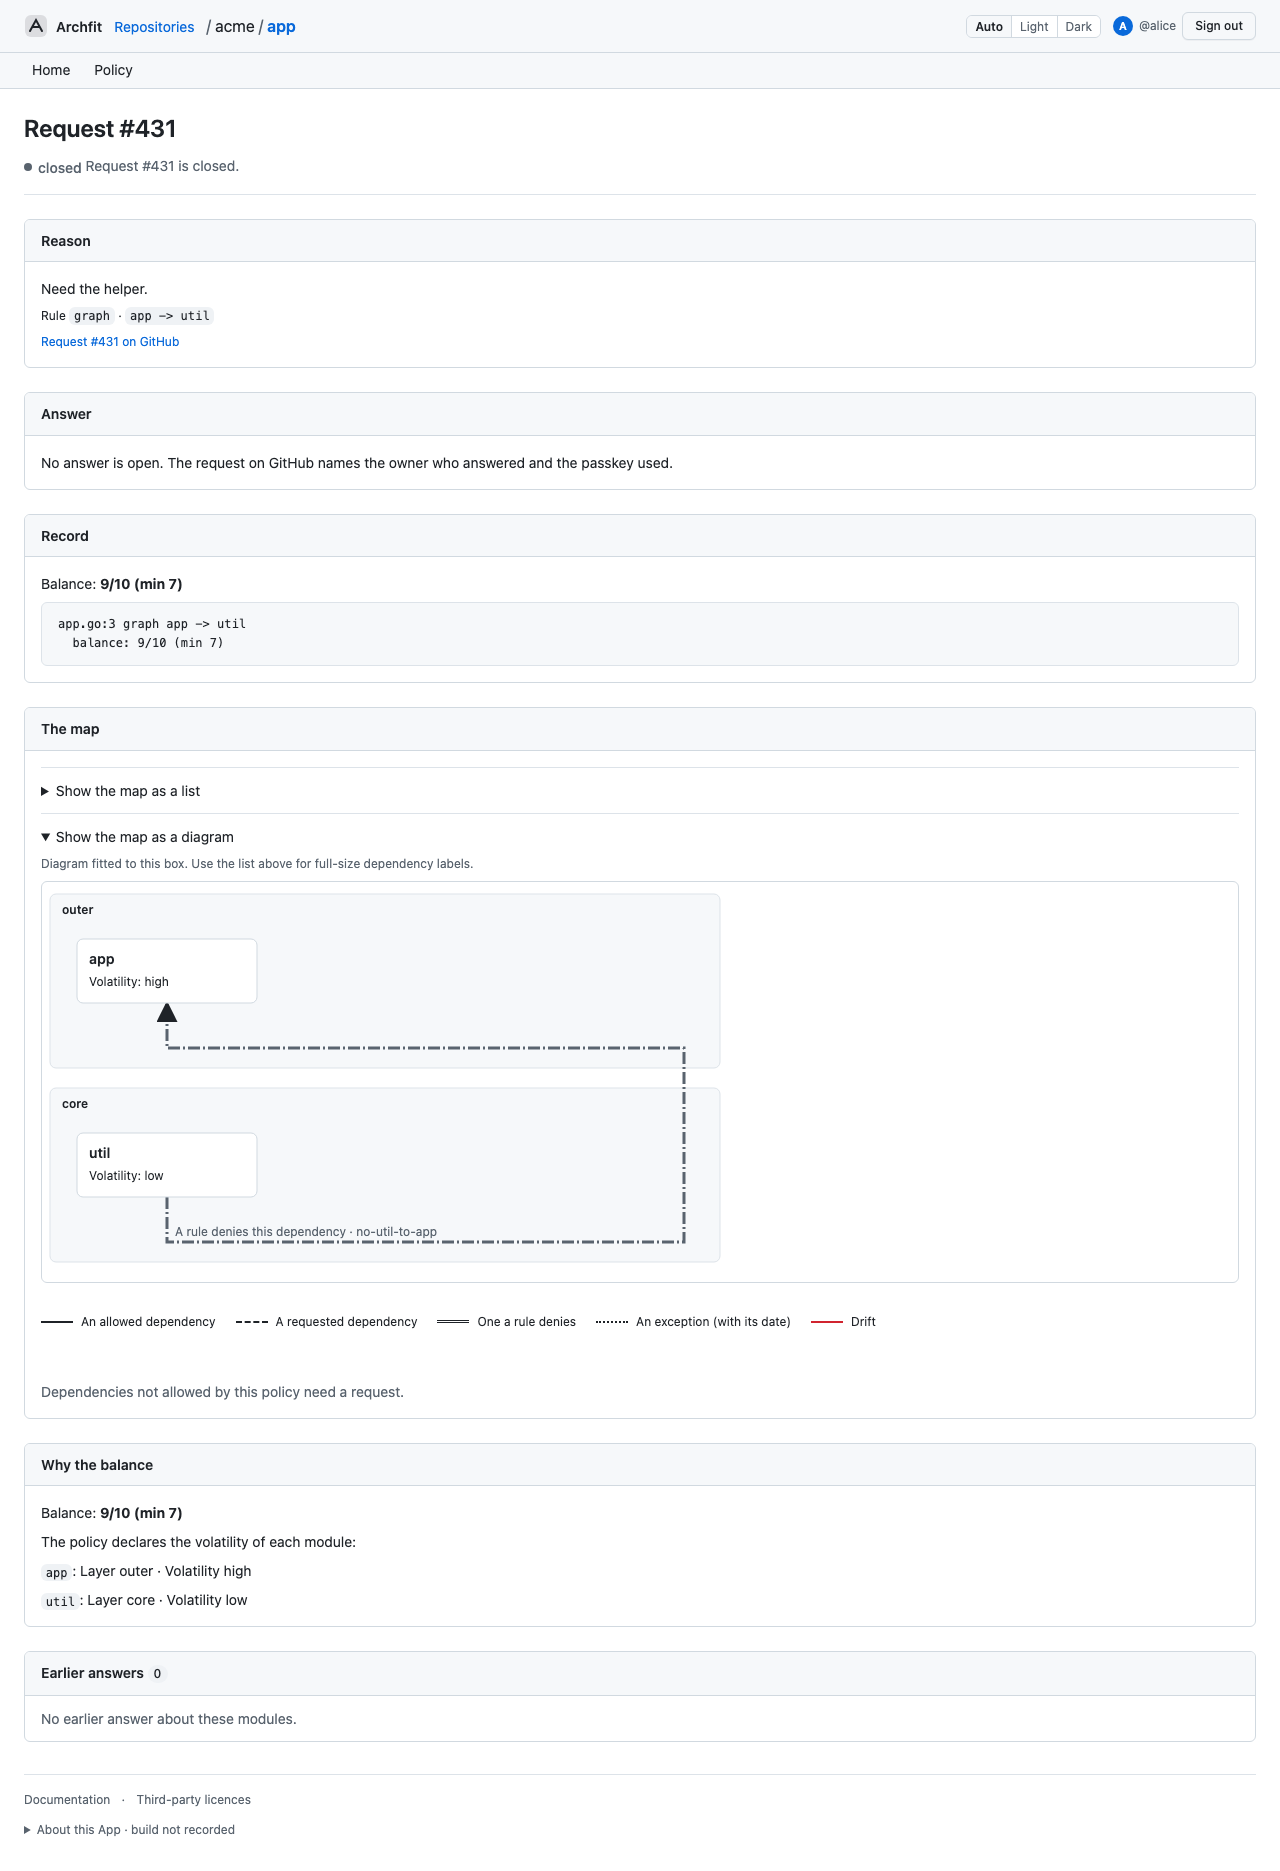 Archfit Repositories / acme / app Auto Light Dark A @alice Sign out
Home Policy
Request #431
closed Request #431 is closed.
Reason
Need the helper.
Rule graph · app -> util
Request #431 on GitHub
Answer
No answer is open. The request on GitHub names the owner who answered and the passkey used.
Record
Balance: 9/10 (min 7)
app.go:3 graph app -> util
balance: 9/10 (min 7)
The map
Show the map as a list
Show the map as a diagram
Diagram fitted to this box. Use the list above for full-size dependency labels.
outer
app
Volatility: high
core
util
Volatility: low
A rule denies this dependency · no-util-to-app
An allowed dependency A requested dependency One a rule denies An exception (with its date) Drift
Dependencies not allowed by this policy need a request.
Why the balance
Balance: 9/10 (min 7)
The policy declares the volatility of each module:
app: Layer outer · Volatility high
util: Layer core · Volatility low
Earlier answers 0
No earlier answer about these modules.
Documentation · Third-party licences
About this App · build not recorded